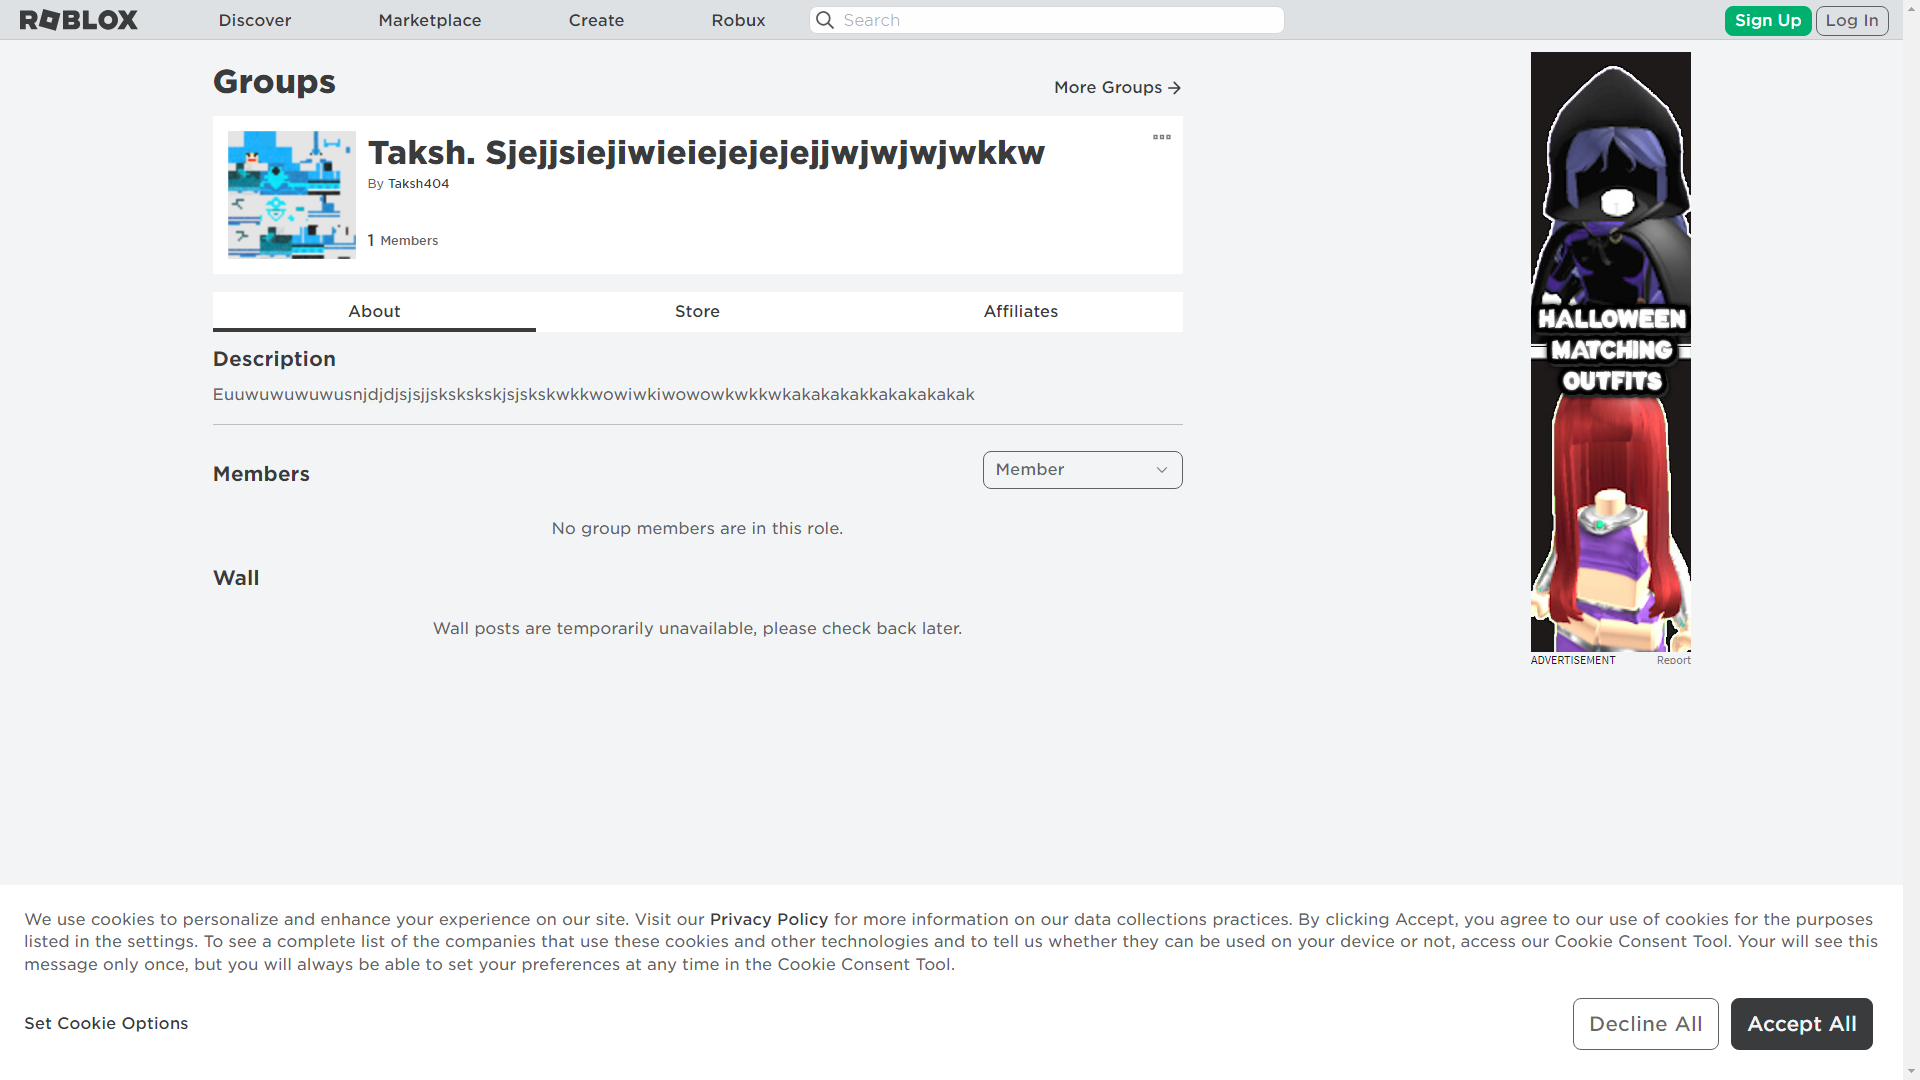 ROBLOX
Discover
Marketplace
Create
Robux
Search
Sign Up
Log In
Groups
More Groups
Taksh. Sjejjsiejiwieiejejejejjwjwjwjwkkw
By Taksh404
1 Members
About
Store
Affiliates
Description
Euuwuwuwuwusnjdjdjsjsjjskskskskjsjskskwkkwowiwkiwowowkwkkwkakakakakkakakakakak
Members
Member
No group members are in this role.
Wall
Wall posts are temporarily unavailable, please check back later.
HALLOWEEN
MATCHING
OUTFITS
ADVERTISEMENT
Report
We use cookies to personalize and enhance your experience on our site. Visit our Privacy Policy for more information on our data collections practices. By clicking Accept, you agree to our use of cookies for the purposes
listed in the settings. To see a complete list of the companies that use these cookies and other technologies and to tell us whether they can be used on your device or not, access our Cookie Consent Tool. Your will see this
message only once, but you will always be able to set your preferences at any time in the Cookie Consent Tool.
Set Cookie Options
Decline All
Accept All